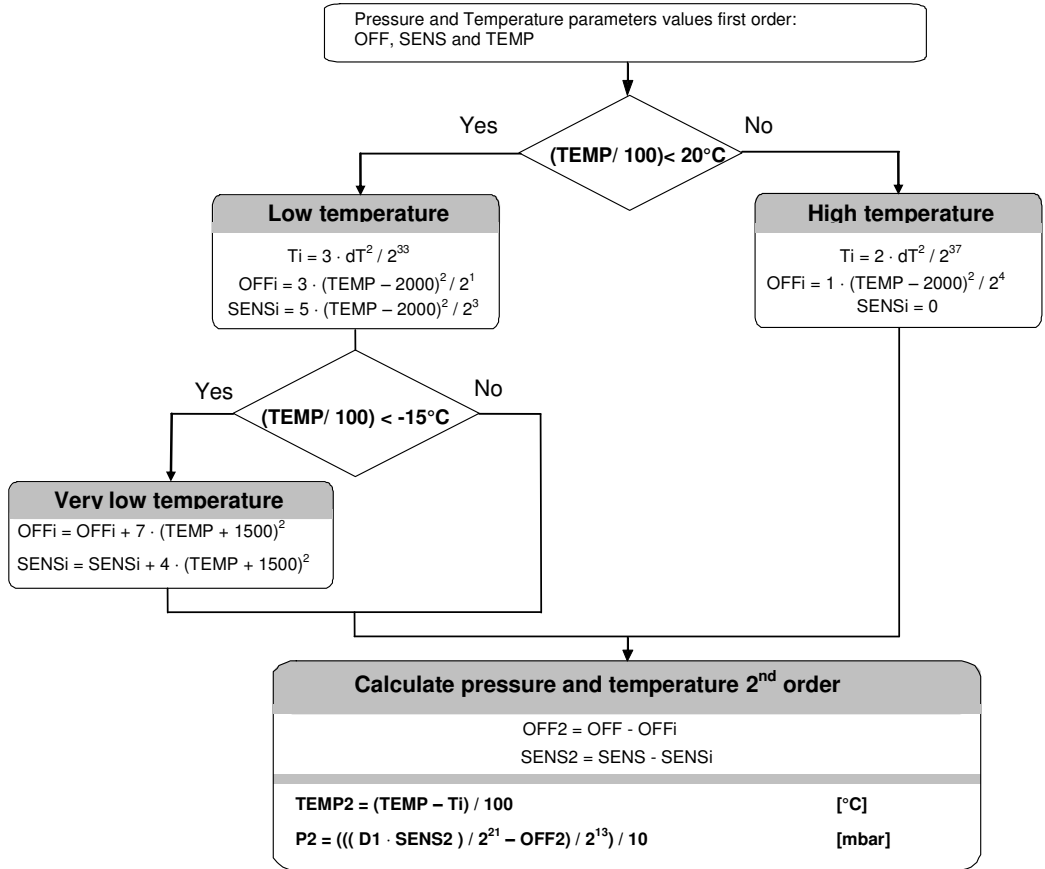 Pressure and Temperature parameters values first order:
OFF, SENS and TEMP
Yes
No
(TEMP/ 100)< 20°C
Low temperature
Ti = 3 · dT² / 2³³
OFFi = 3 · (TEMP – 2000)² / 2¹
SENSi = 5 · (TEMP – 2000)² / 2³
High temperature
Ti = 2 · dT² / 2³⁷
OFFi = 1 · (TEMP – 2000)² / 2⁴
SENSi = 0
Yes
No
(TEMP/ 100) < -15°C
Very low temperature
OFFi = OFFi + 7 · (TEMP + 1500)²
SENSi = SENSi + 4 · (TEMP + 1500)²
Calculate pressure and temperature 2ⁿᵈ order
OFF2 = OFF - OFFi
SENS2 = SENS - SENSi
TEMP2 = (TEMP – Ti) / 100 [°C]
P2 = ((( D1 · SENS2 ) / 2²¹ – OFF2) / 2¹³) / 10 [mbar]